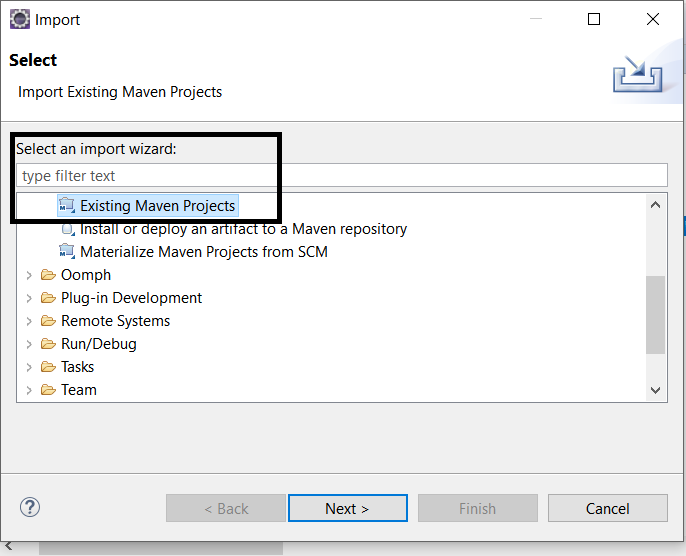 Import
Select
Import Existing Maven Projects
Select an import wizard:
type filter text
Existing Maven Projects
Install or deploy an artifact to a Maven repository
Materialize Maven Projects from SCM
Oomph
Plug-in Development
Remote Systems
Run/Debug
Tasks
Team
? < Back Next > Finish Cancel